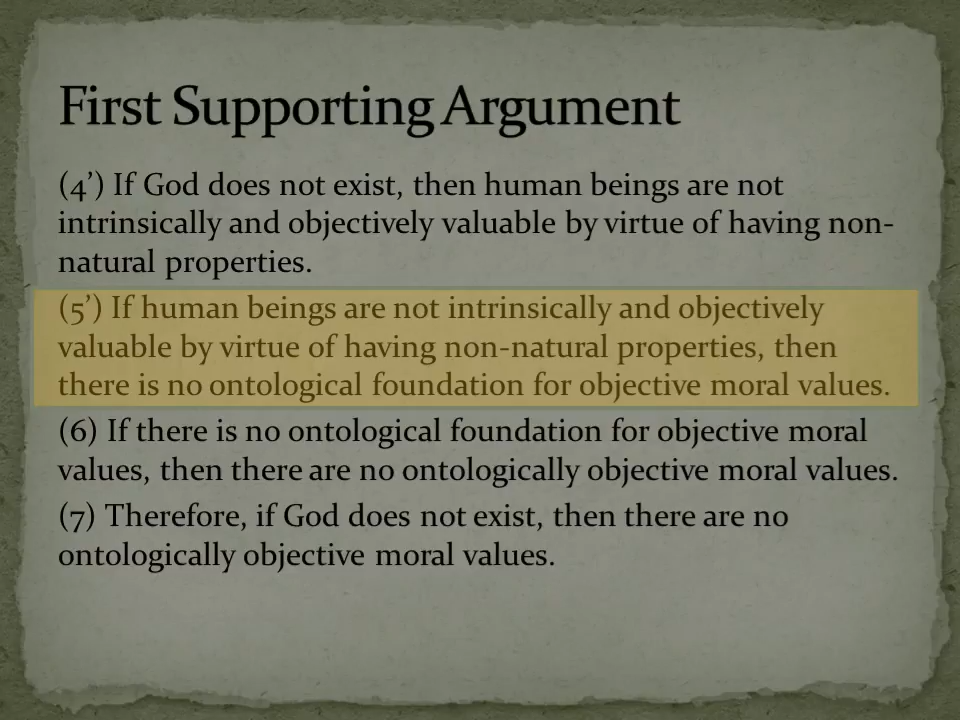 First Supporting Argument
(4’) If God does not exist, then human beings are not
intrinsically and objectively valuable by virtue of having non-
natural properties.
(5’) If human beings are not intrinsically and objectively
valuable by virtue of having non-natural properties, then
there is no ontological foundation for objective moral values.
(6) If there is no ontological foundation for objective moral
values, then there are no ontologically objective moral values.
(7) Therefore, if God does not exist, then there are no
ontologically objective moral values.